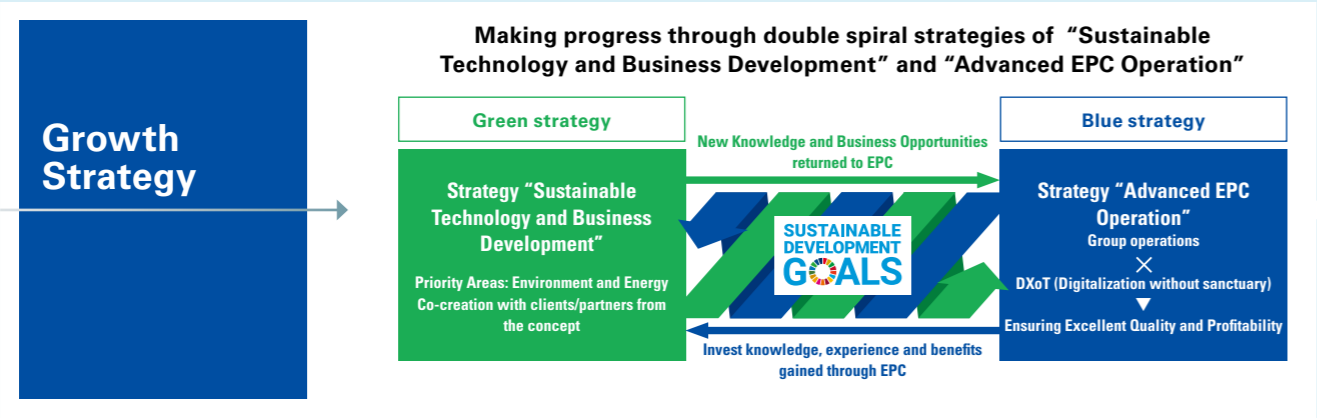 Growth
Strategy
Making progress through double spiral strategies of “Sustainable
Technology and Business Development” and “Advanced EPC Operation”
Green strategy
Strategy “Sustainable
Technology and Business
Development”
Priority Areas: Environment and Energy
Co-creation with clients/partners from
the concept
New Knowledge and Business Opportunities
returned to EPC
SUSTAINABLE
DEVELOPMENT
GOALS
Invest knowledge, experience and benefits
gained through EPC
Blue strategy
Strategy “Advanced EPC
Operation”
Group operations
×
DXoT (Digitalization without sanctuary)
▼
Ensuring Excellent Quality and Profitability